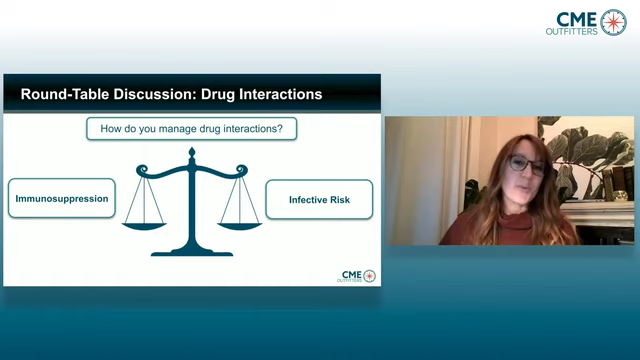 CME
OUTFITTERS
Round-Table Discussion: Drug Interactions
How do you manage drug interactions?
Immunosuppression
Infective Risk
CME
OUTFITTERS